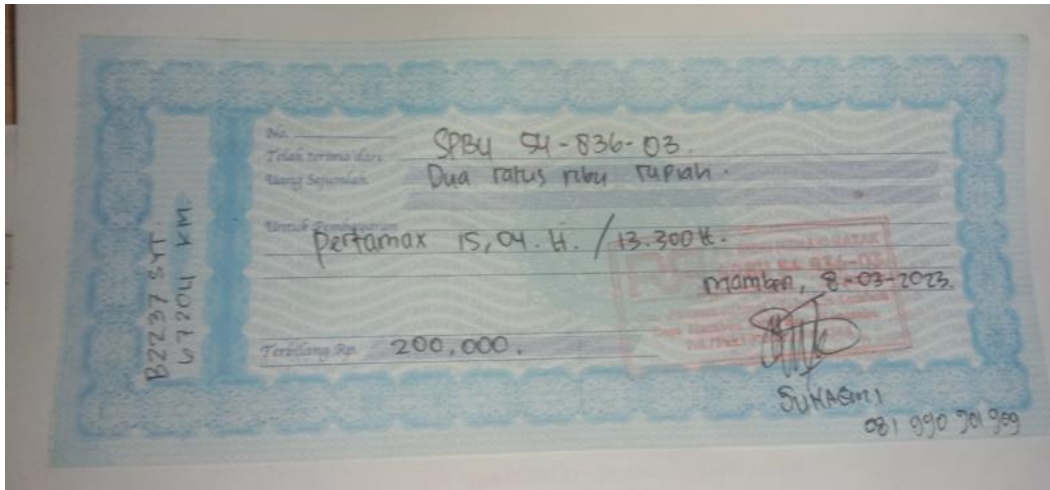 No.
Telah terima dari SPBU 54-836-03.
Uang Sejumlah Dua ratus ribu rupiah.
Untuk Pembayaran
Pertamax 15,04. lt. / 13.300 lt.
Mamben, 8-03-2023.
Terbilang Rp. 200,000.
SUKASMI
081 990 901 909
B2237 SYT
67204 KM